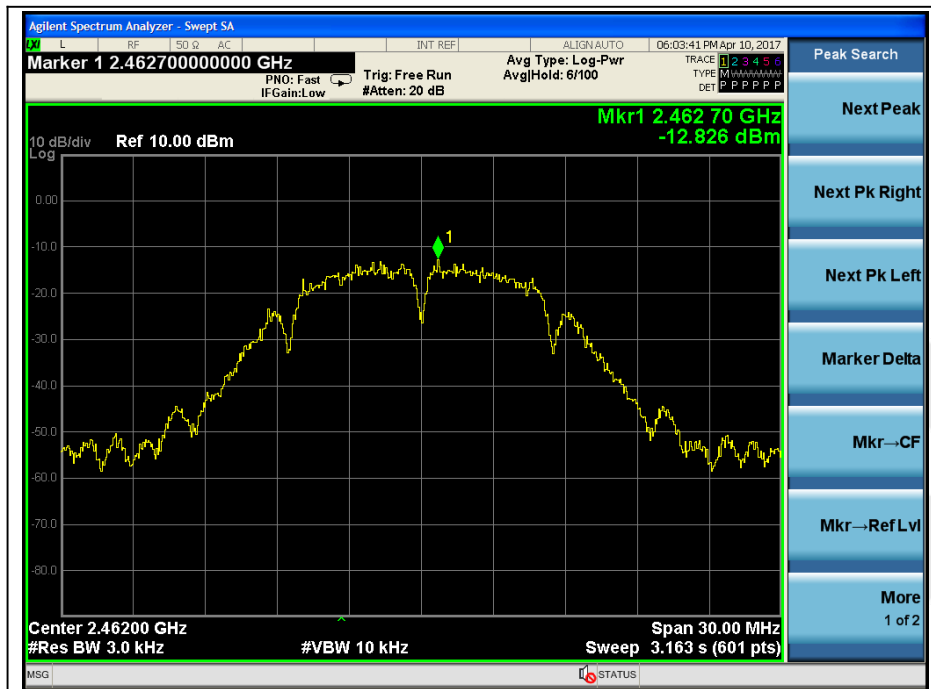 Agilent Spectrum Analyzer - Swept SA
LXI L RF 50 Ω AC INT REF ALIGN AUTO 06:03:41 PM Apr 10, 2017
Marker 1 2.462700000000 GHz
PNO: Fast
IFGain:Low
Trig: Free Run
#Atten: 20 dB
Avg Type: Log-Pwr
Avg|Hold: 6/100
TRACE 1 2 3 4 5 6
TYPE M
DET P P P P P P
Peak Search
Mkr1 2.462 70 GHz
-12.826 dBm
10 dB/div Ref 10.00 dBm
Log
0.00
-10.0
-20.0
-30.0
-40.0
-50.0
-60.0
-70.0
-80.0
1
Next Peak
Next Pk Right
Next Pk Left
Marker Delta
Mkr→CF
Mkr→Ref Lvl
More
1 of 2
Center 2.46200 GHz Span 30.00 MHz
#Res BW 3.0 kHz #VBW 10 kHz Sweep 3.163 s (601 pts)
MSG STATUS